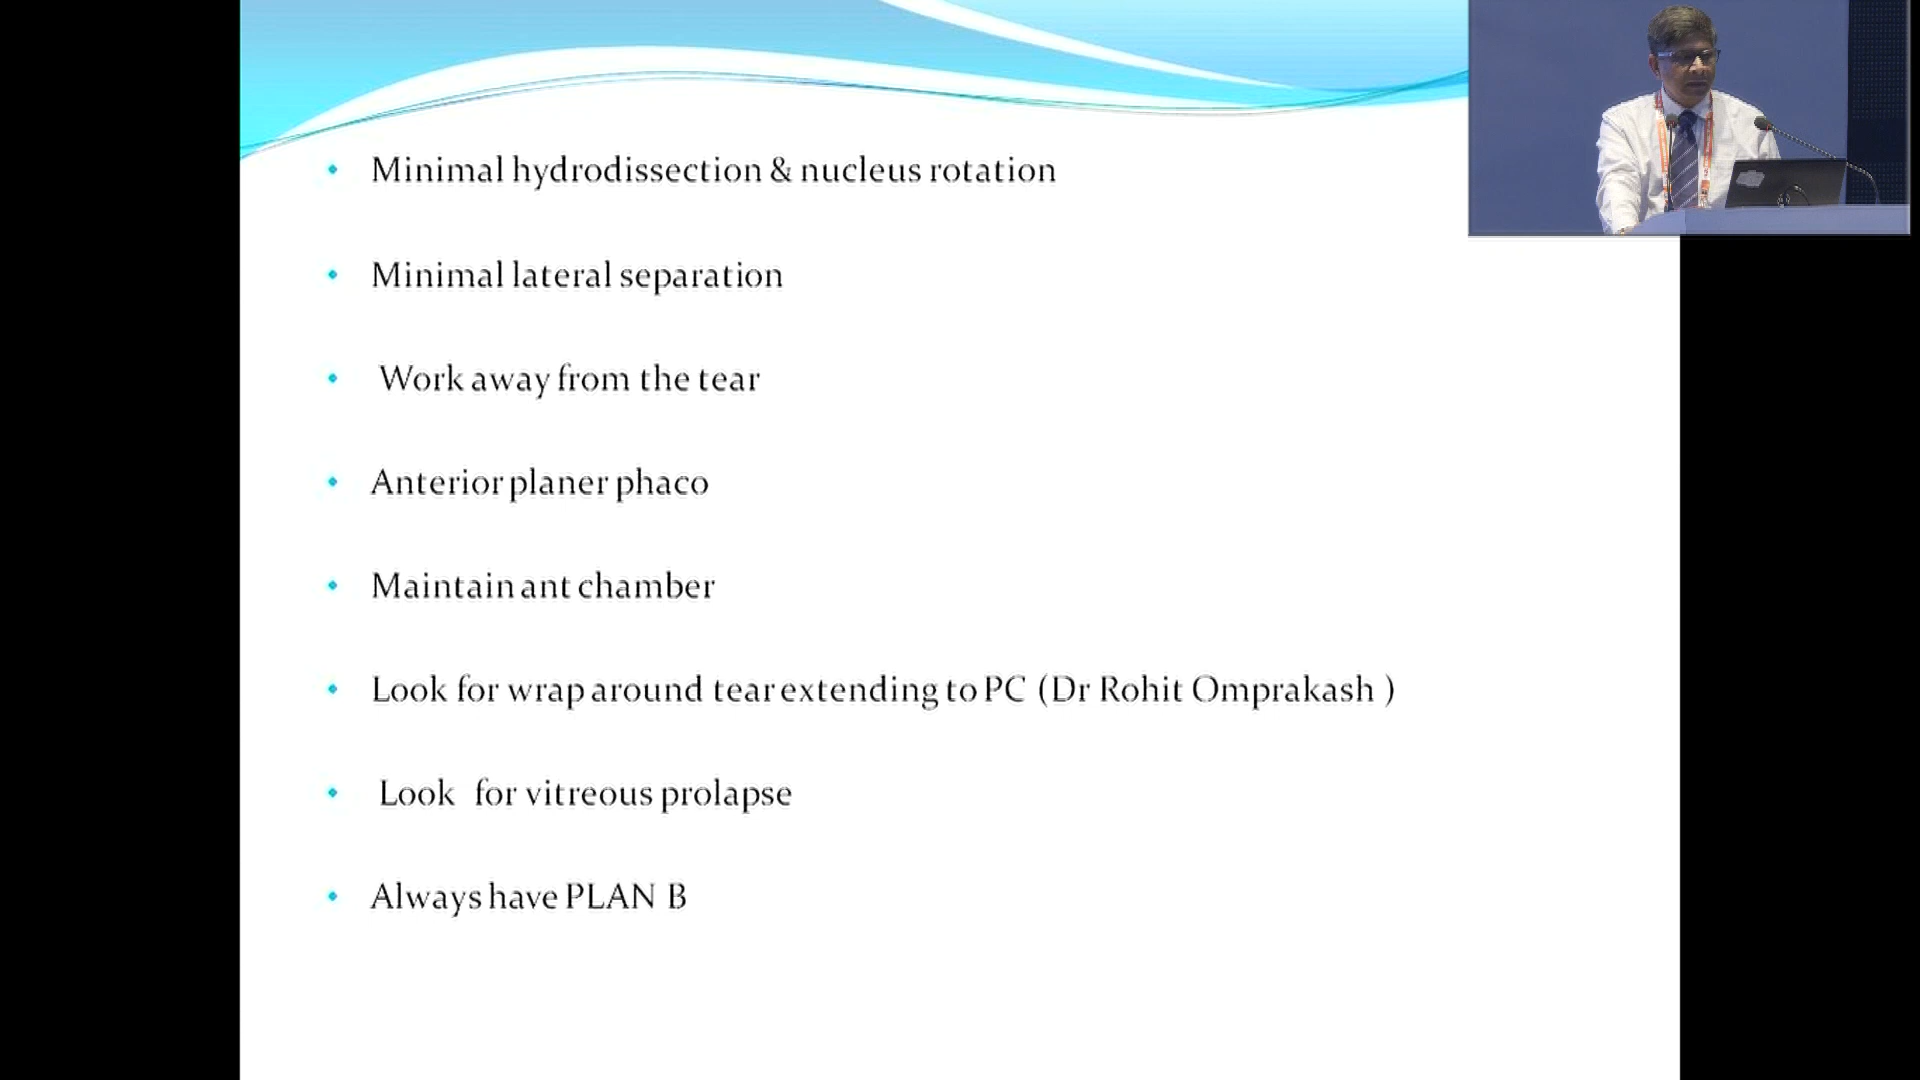 Minimal hydrodissection & nucleus rotation
Minimal lateral separation
Work away from the tear
Anterior planer phaco
Maintain ant chamber
Look for wrap around tear extending to PC (Dr Rohit Omprakash )
Look for vitreous prolapse
Always have PLAN B